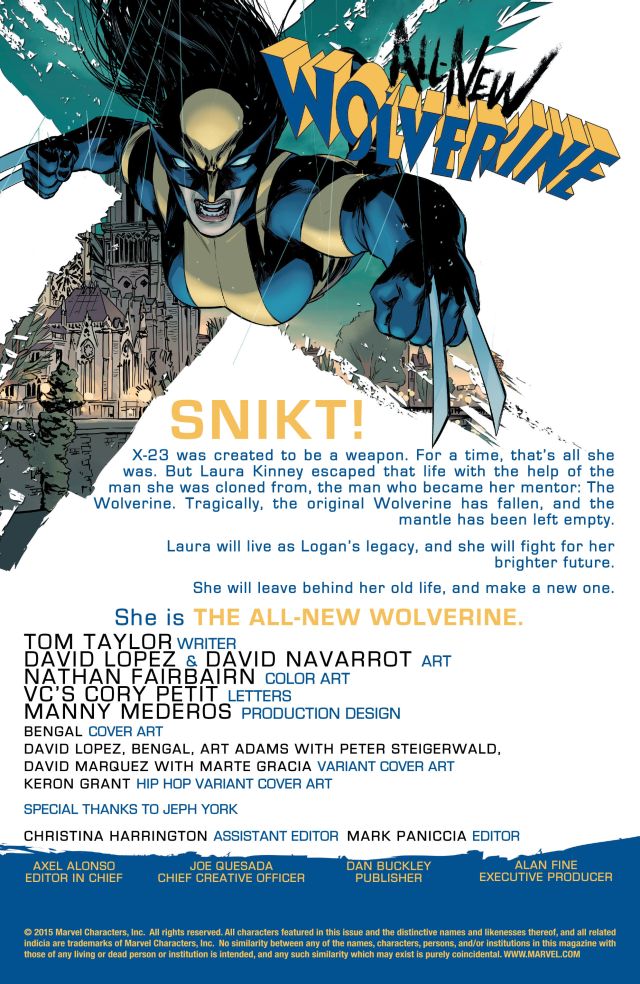 ALL-NEW
WOLVERINE
SNIKT!
X-23 was created to be a weapon. For a time, that's all she
was. But Laura Kinney escaped that life with the help of the
man she was cloned from, the man who became her mentor: The
Wolverine. Tragically, the original Wolverine has fallen, and the
mantle has been left empty.
Laura will live as Logan's legacy, and she will fight for her
brighter future.
She will leave behind her old life, and make a new one.
She is THE ALL-NEW WOLVERINE.
TOM TAYLOR WRITER
DAVID LOPEZ & DAVID NAVARROT ART
NATHAN FAIRBAIRN COLOR ART
VC'S CORY PETIT LETTERS
MANNY MEDEROS PRODUCTION DESIGN
BENGAL COVER ART
DAVID LOPEZ, BENGAL, ART ADAMS WITH PETER STEIGERWALD,
DAVID MARQUEZ WITH MARTE GRACIA VARIANT COVER ART
KERON GRANT HIP HOP VARIANT COVER ART
SPECIAL THANKS TO JEPH YORK
CHRISTINA HARRINGTON ASSISTANT EDITOR MARK PANICCIA EDITOR
AXEL ALONSO
EDITOR IN CHIEF
JOE QUESADA
CHIEF CREATIVE OFFICER
DAN BUCKLEY
PUBLISHER
ALAN FINE
EXECUTIVE PRODUCER
© 2015 Marvel Characters, Inc. All rights reserved. All characters featured in this issue and the distinctive names and likenesses thereof, and all related
indicia are trademarks of Marvel Characters, Inc. No similarity between any of the names, characters, persons, and/or institutions in this magazine with
those of any living or dead person or institution is intended, and any such similarity which may exist is purely coincidental. WWW.MARVEL.COM